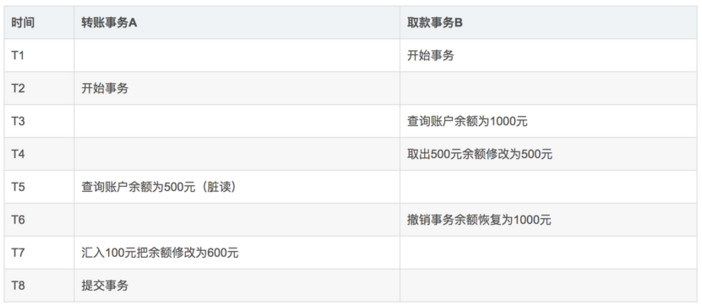 时间 转账事务A 取款事务B
T1 开始事务
T2 开始事务
T3 查询账户余额为1000元
T4 取出500元余额修改为500元
T5 查询账户余额为500元（脏读）
T6 撤销事务余额恢复为1000元
T7 汇入100元把余额修改为600元
T8 提交事务